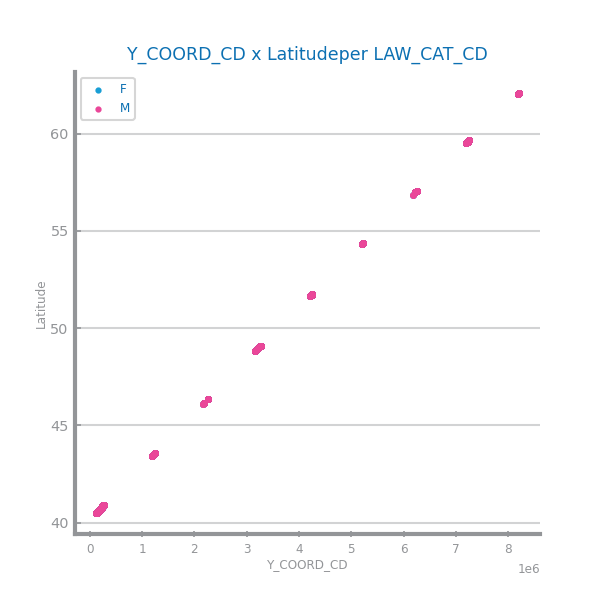 Y_COORD_CD x Latitudeper LAW_CAT_CD
F
M
60
55
50
45
40
Latitude
0 1 2 3 4 5 6 7 8
Y_COORD_CD
1e6